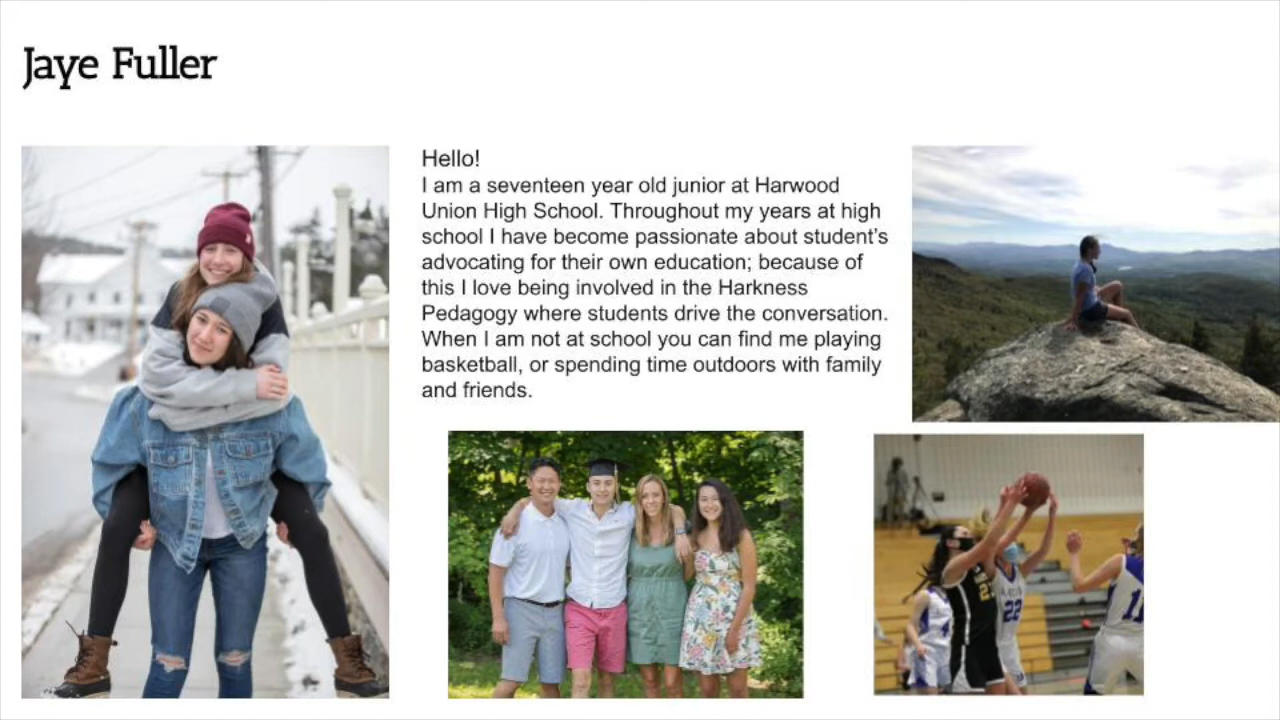 Jaye Fuller
Hello!
I am a seventeen year old junior at Harwood
Union High School. Throughout my years at high
school I have become passionate about student's
advocating for their own education; because of
this I love being involved in the Harkness
Pedagogy where students drive the conversation.
When I am not at school you can find me playing
basketball, or spending time outdoors with family
and friends.
22